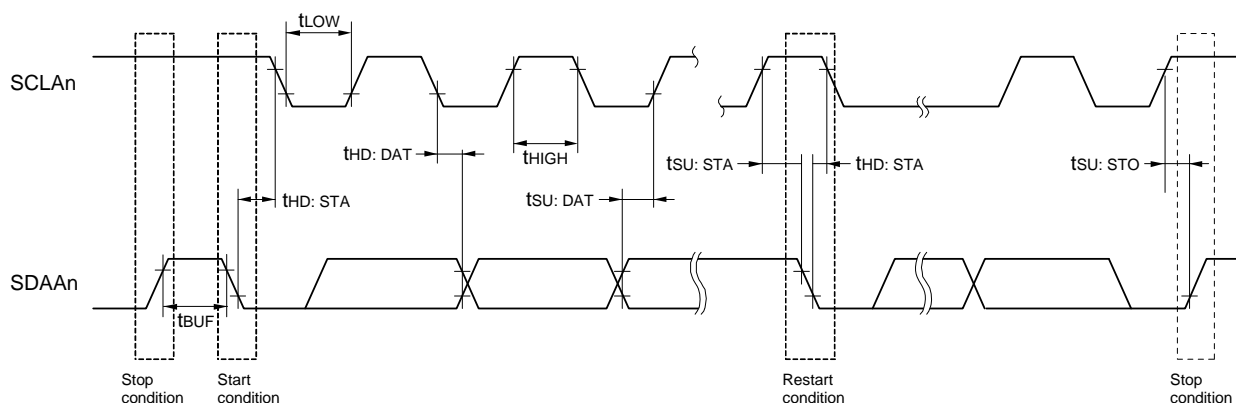 tLOW
SCLAn
tHD: DAT
tHIGH
tSU: STA
tHD: STA
tSU: STO
tHD: STA
tSU: DAT
SDAAn
tBUF
Stop
condition
Start
condition
Restart
condition
Stop
condition